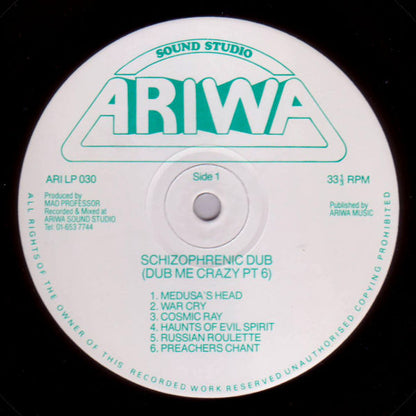 SOUND STUDIO
ARIWA
ARI LP 030
Side 1
33⅓ RPM
Produced by
MAD PROFESSOR
Recorded & Mixed at
ARIWA SOUND STUDIO
Tel: 01-653 7744
Published by
ARIWA MUSIC
SCHIZOPHRENIC DUB
(DUB ME CRAZY PT 6)
1. MEDUSA'S HEAD
2. WAR CRY
3. COSMIC RAY
4. HAUNTS OF EVIL SPIRIT
5. RUSSIAN ROULETTE
6. PREACHERS CHANT
ALL RIGHTS OF THE OWNER OF THIS RECORDED WORK RESERVED UNAUTHORISED COPYING PROHIBITED